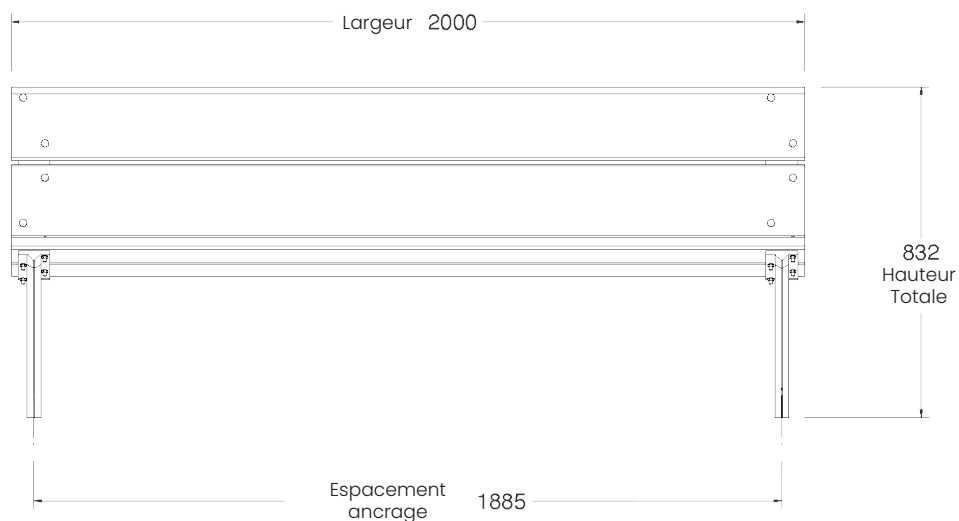 Largeur 2000
832
Hauteur
Totale
Espacement
ancrage
1885